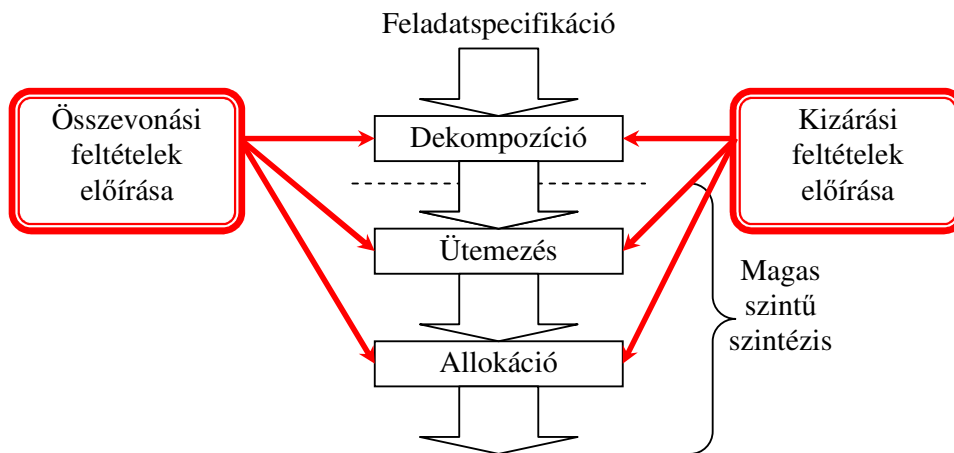 Feladatspecifikáció
Összevonási
feltételek
előírása
Dekompozíció
Kizárási
feltételek
előírása
Ütemezés
Magas
szintű
szintézis
Allokáció